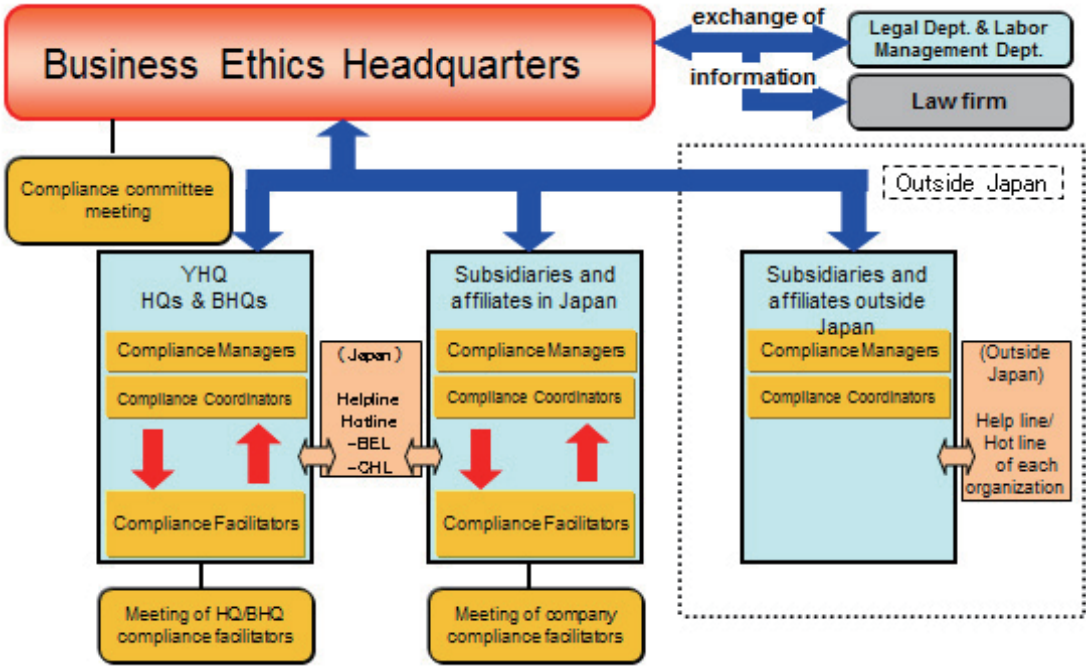 Business Ethics Headquarters
exchange of
information
Legal Dept. & Labor
Management Dept.
Law firm
Compliance committee
meeting
Outside Japan
YHQ
HQs & BHQs
Compliance Managers
Compliance Coordinators
Compliance Facilitators
Meeting of HQ/BHQ
compliance facilitators
(Japan)
Helpline
Hotline
-BEL
-CHL
Subsidiaries and
affiliates in Japan
Compliance Managers
Compliance Coordinators
Compliance Facilitators
Meeting of company
compliance facilitators
Subsidiaries and
affiliates outside
Japan
Compliance Managers
Compliance Coordinators
(Outside
Japan)
Help line/
Hot line
of each
organization